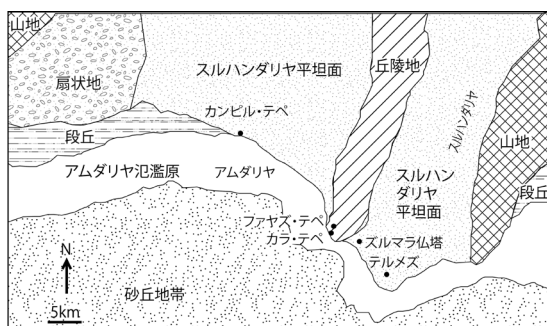 山地
扇状地
スルハンダリヤ平坦面
丘陵地
カンピル・テペ
段丘
アムダリヤ氾濫原
アムダリヤ
スルハンダリヤ
山地
スルハン
ダリヤ
平坦面
段丘
ファヤズ・テペ
カラ・テペ
ズルマラ仏塔
テルメズ
N
砂丘地帯
5km